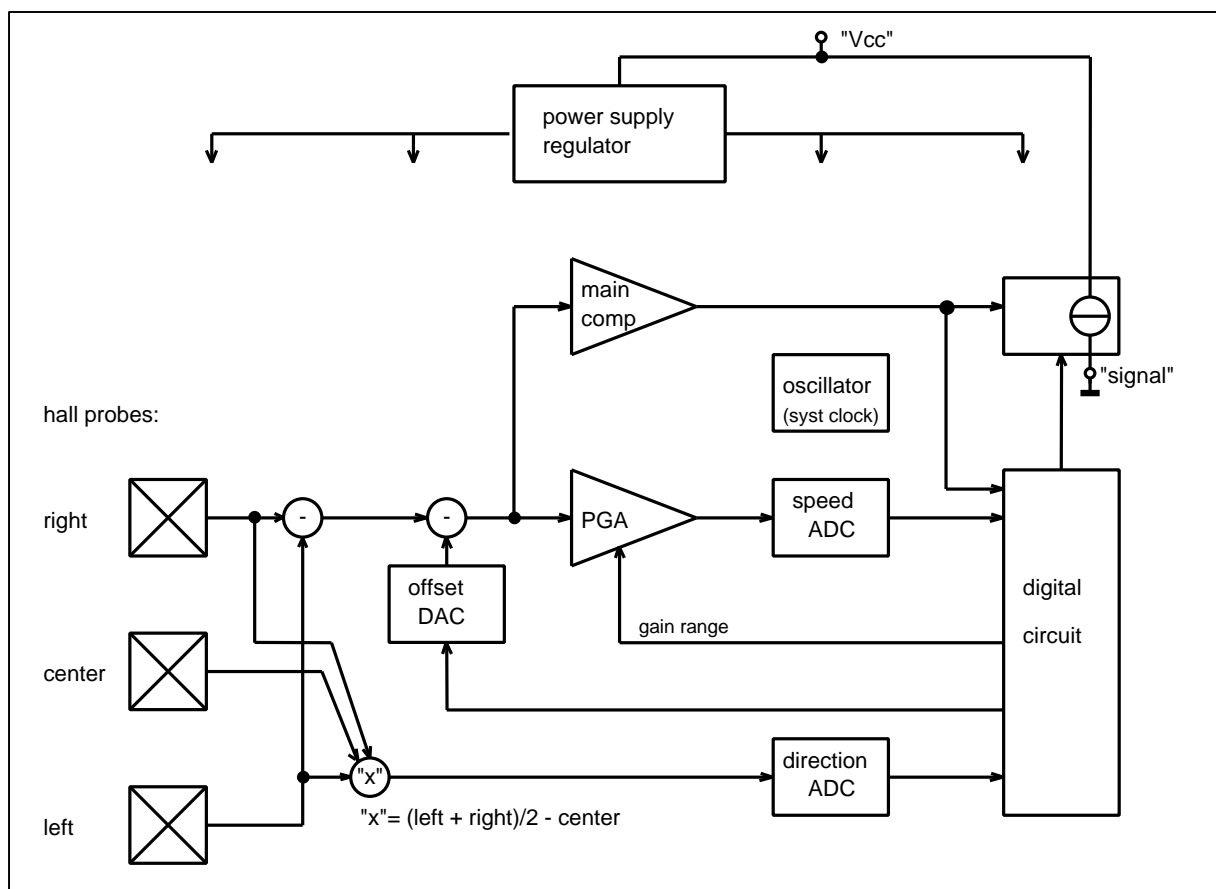 "Vcc"
power supply
regulator
main
comp
oscillator
(syst clock)
"signal"
hall probes:
right
-
-
PGA
speed
ADC
offset
DAC
digital
circuit
gain range
center
"x"
direction
ADC
left
"x"= (left + right)/2 - center